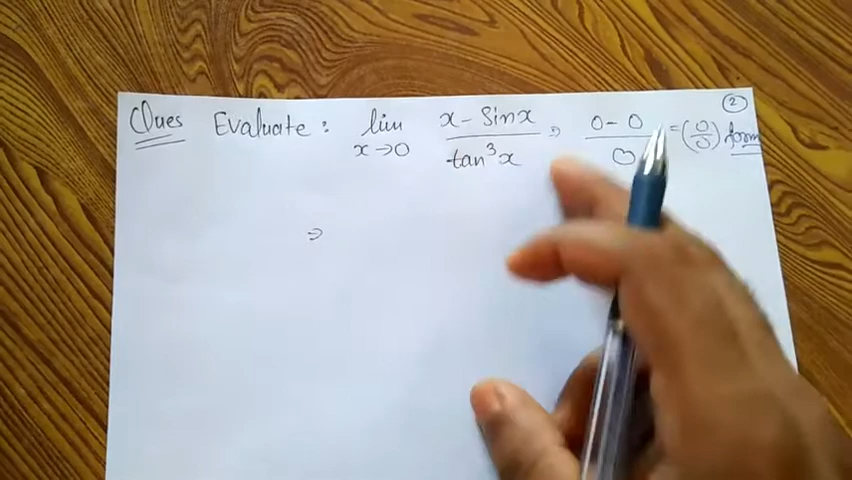 Ques Evaluate: lim x→0 x - Sinx / tan³x ⇒ 0 - 0 / 0 = (0/0) form ②
⇒